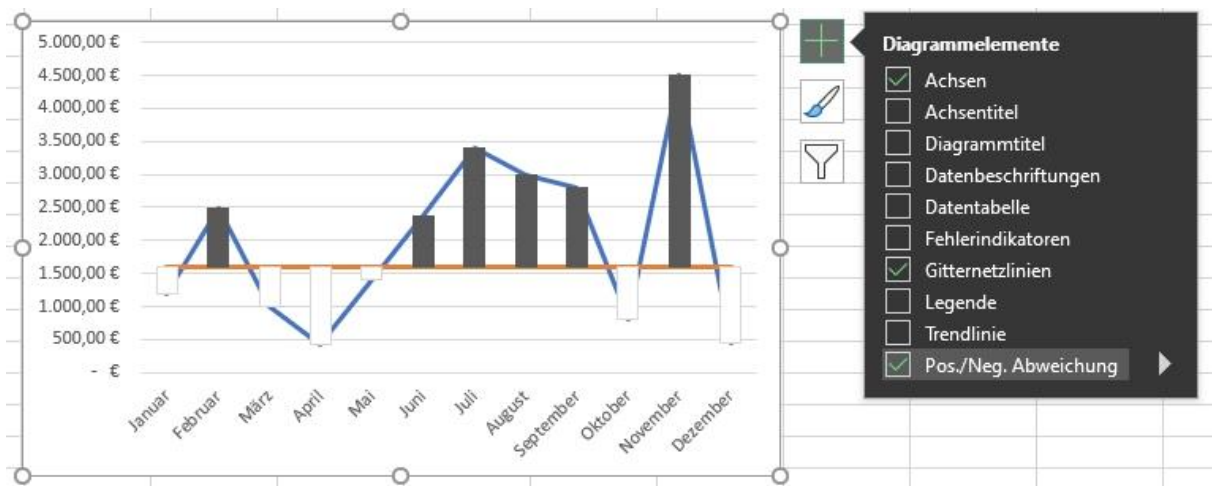 5.000,00 €
4.500,00 €
4.000,00 €
3.500,00 €
3.000,00 €
2.500,00 €
2.000,00 €
1.500,00 €
1.000,00 €
500,00 €
- €
Januar
Februar
März
April
Mai
Juni
Juli
August
September
Oktober
November
Dezember
Diagrammelemente
Achsen
Achsentitel
Diagrammtitel
Datenbeschriftungen
Datentabelle
Fehlerindikatoren
Gitternetzlinien
Legende
Trendlinie
Pos./Neg. Abweichung